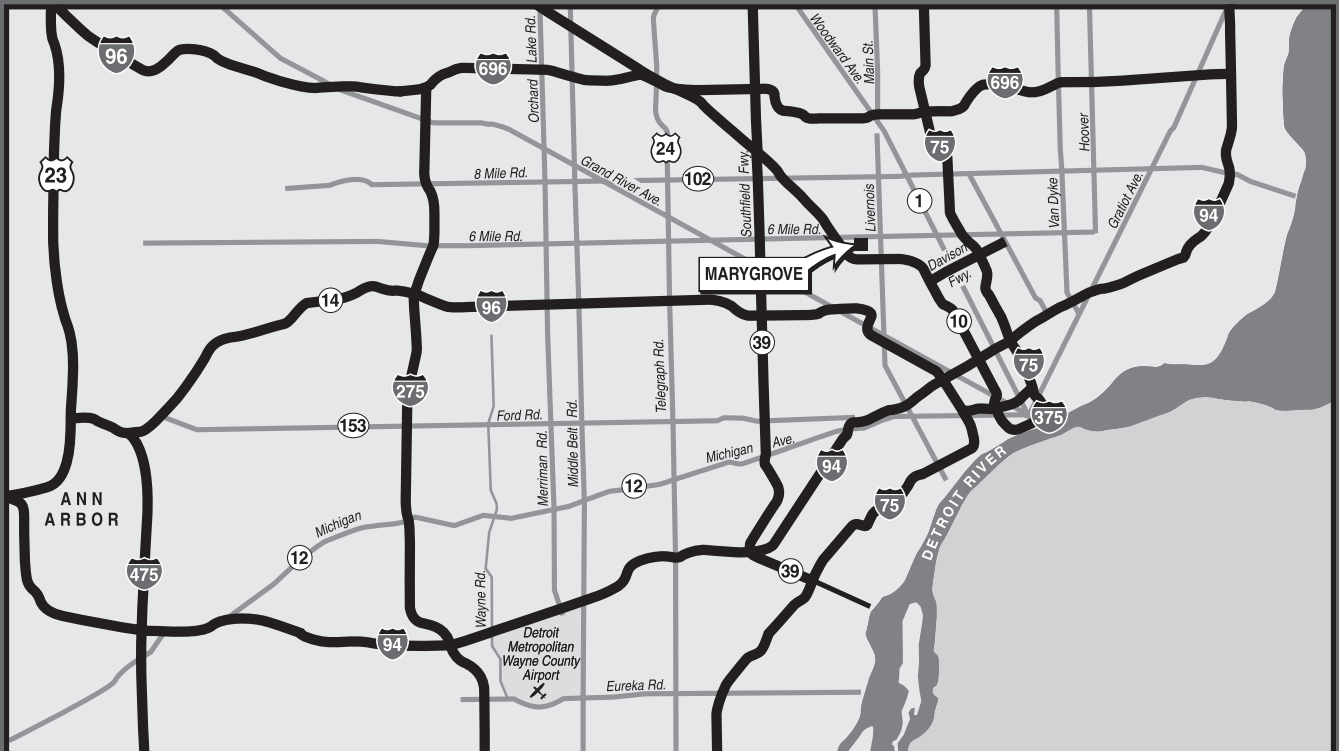 Orchard Lake Rd.
Woodward Ave.
Main St.
96
696
696
75
Hoover
23
24
Grand River Ave.
8 Mile Rd.
102
Southfield Fwy.
Livernois
1
Van Dyke
Gratiot Ave.
94
6 Mile Rd.
6 Mile Rd.
Davison
Fwy.
MARYGROVE
14
96
10
39
Telegraph Rd.
75
275
375
153
Ford Rd.
Merriman Rd.
Middle Belt Rd.
Michigan Ave.
94
12
75
ANN
ARBOR
Michigan
12
DETROIT RIVER
475
39
Wayne Rd.
94
Detroit
Metropolitan
Wayne County
Airport
Eureka Rd.